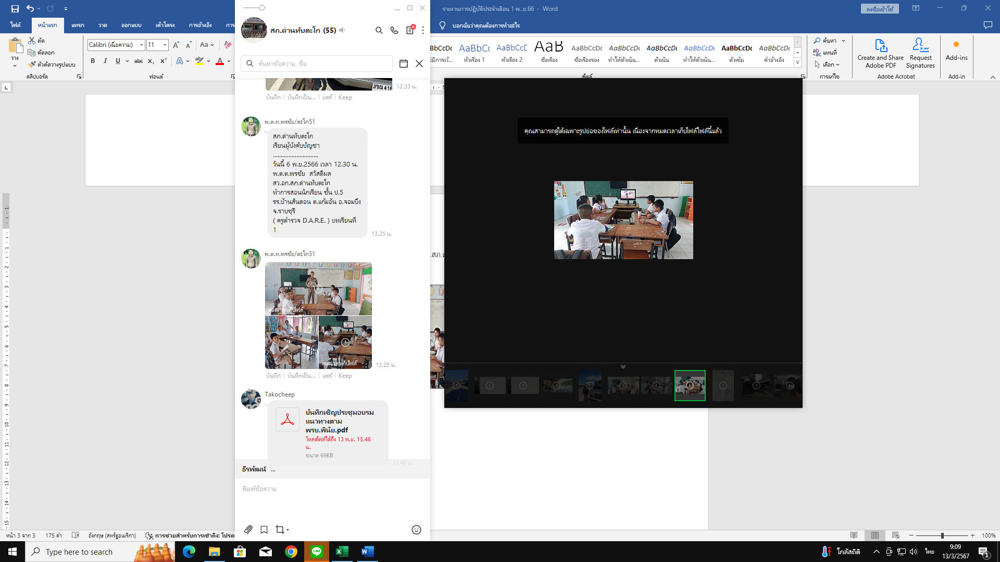 รายงานการปฏิบัติประจำเดือน 1 พ..ย.66 - Word
ลงชื่อเข้าใช้
ไฟล์
หน้าแรก
แทรก
วาด
ออกแบบ
เค้าโครง
การอ้างอิง
บอกฉันว่าคุณต้องการทำอะไร
วาง
ตัด
คัดลอก
ตัวคัดวางรูปแบบ
คลิปบอร์ด
Calibri (เนื้อความ)
11
ฟอนต์
หัวเรื่อง 1
หัวเรื่อง 2
ชื่อเรื่อง
ชื่อเรื่องรอง
ทำให้ตัวเน้น...
ตัวเน้น
ทำให้ตัวเน้น...
ตัวเข้ม
คำอ้างอิง
สไตล์
ค้นหา
แทนที่
เลือก
การแก้ไข
Create and Share
Adobe PDF
Request
Signatures
Adobe Acrobat
Add-ins
Add-in
สภ.ด่านทับตะโก (55)
ค้นหาข้อความ, ชื่อ
12.33 น.
บันทึก
บันทึกเป็น...
แชร์
Keep
พ.ต.ท.พรชัย/ตะโก51
สภ.ด่านทับตะโก
เรียนผู้บังคับบัญชา
.............................
วันนี้ 6 พ.ย.2566 เวลา 12.30 น.
พ.ต.ต.พรชัย สวัสดีผล
สว.อก.สภ.ด่านทับตะโก
ทำการสอนนักเรียน ชั้น ป.5
รร.บ้านสันดอน ต.แก้มอ้น อ.จอมบึง
จ.ราชบุรี
( ครูตำรวจ D.A.R.E. ) บทเรียนที่
1
13.25 น.
พ.ต.ท.พรชัย/ตะโก51
หมดเวลาเก็บไฟล์
หมดเวลาเก็บไฟล์
13.25 น.
บันทึก
บันทึกเป็น...
แชร์
Keep
Takocheep
บันทึกเชิญประชุมอบรม
แนวทางตาม
พรบ.พินัย.pdf
โหลดไฟล์ได้ถึง 13 พ.ย. 13.46
น.
ขนาด 69KB
13.46 น.
ธีรพัฒน์ ...
พิมพ์ข้อความ
คุณสามารถดูได้เฉพาะรูปย่อของไฟล์เท่านั้น เนื่องจากหมดเวลาเก็บไฟล์ไฟล์นี้แล้ว
หน้า 3 จาก 3
175 คำ
อังกฤษ (สหรัฐอเมริกา)
การช่วยสำหรับการเข้าถึง:
100%
Type here to search
ใกล้สถิติ
ไทย
9:09
13/3/2567
1